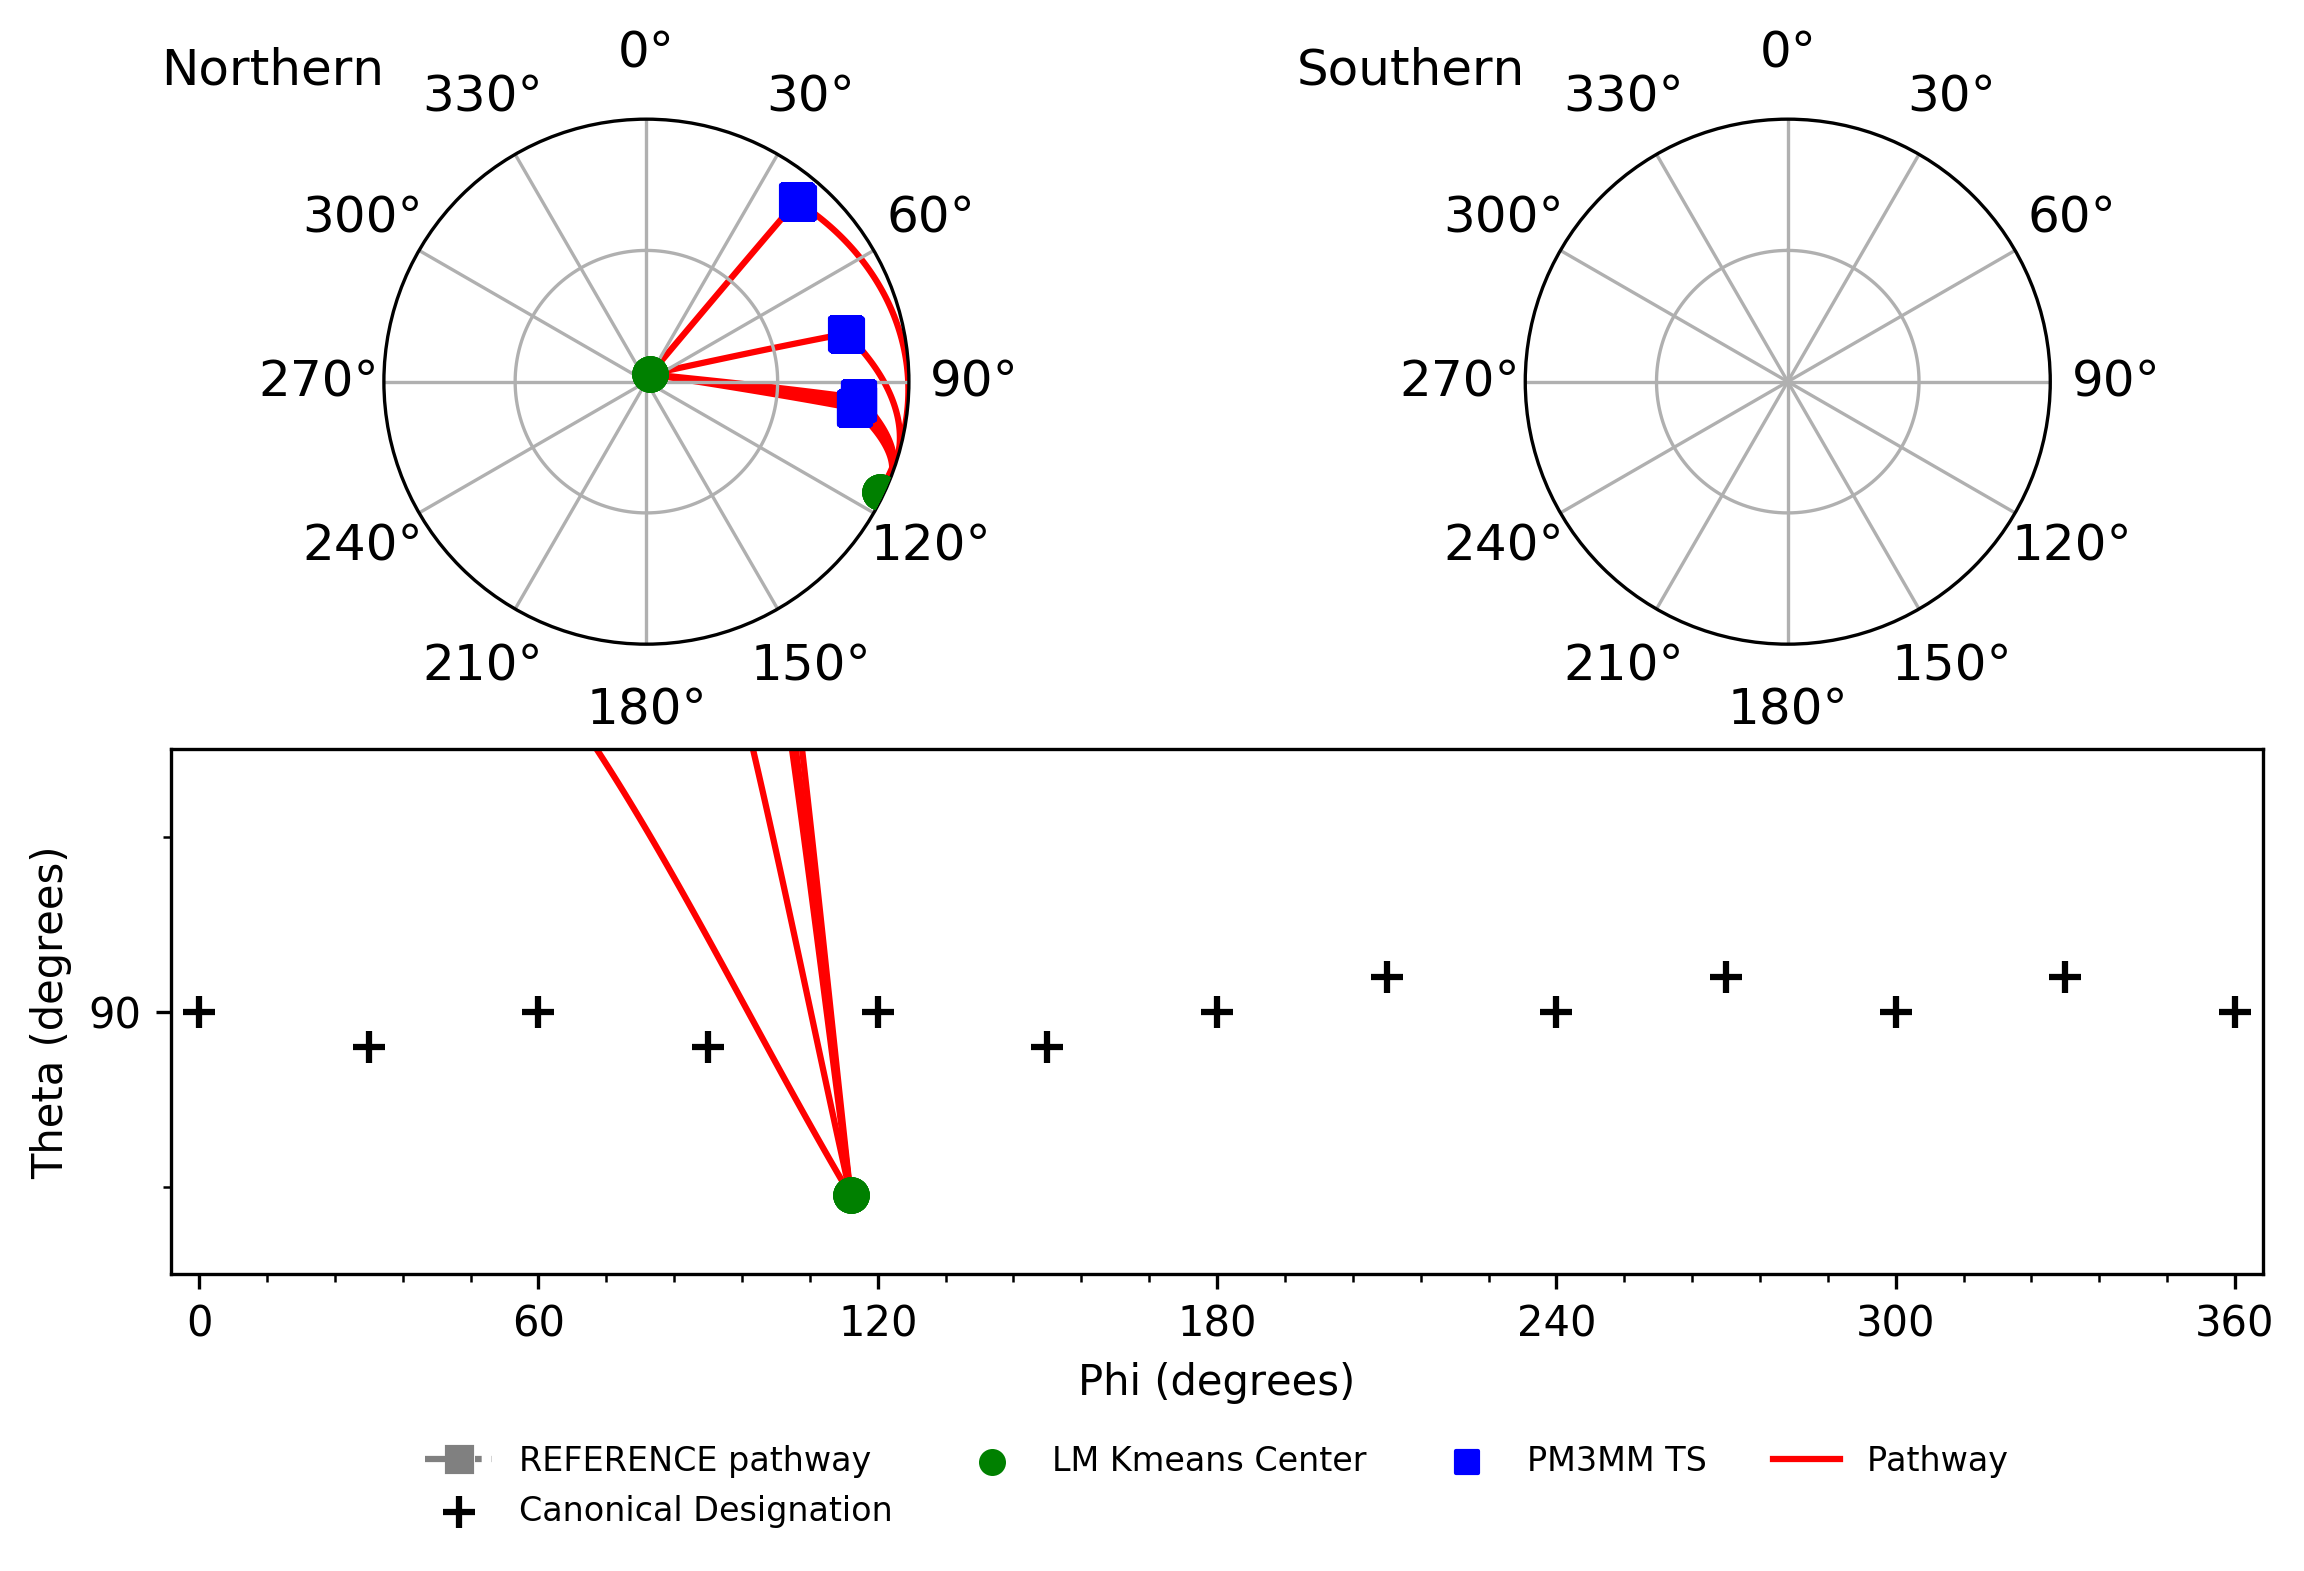 Northern
0°
30°
60°
90°
120°
150°
180°
210°
240°
270°
300°
330°
Southern
0°
30°
60°
90°
120°
150°
180°
210°
240°
270°
300°
330°
Theta (degrees)
90
0 60 120 180 240 300 360
Phi (degrees)
REFERENCE pathway
Canonical Designation
LM Kmeans Center
PM3MM TS
Pathway